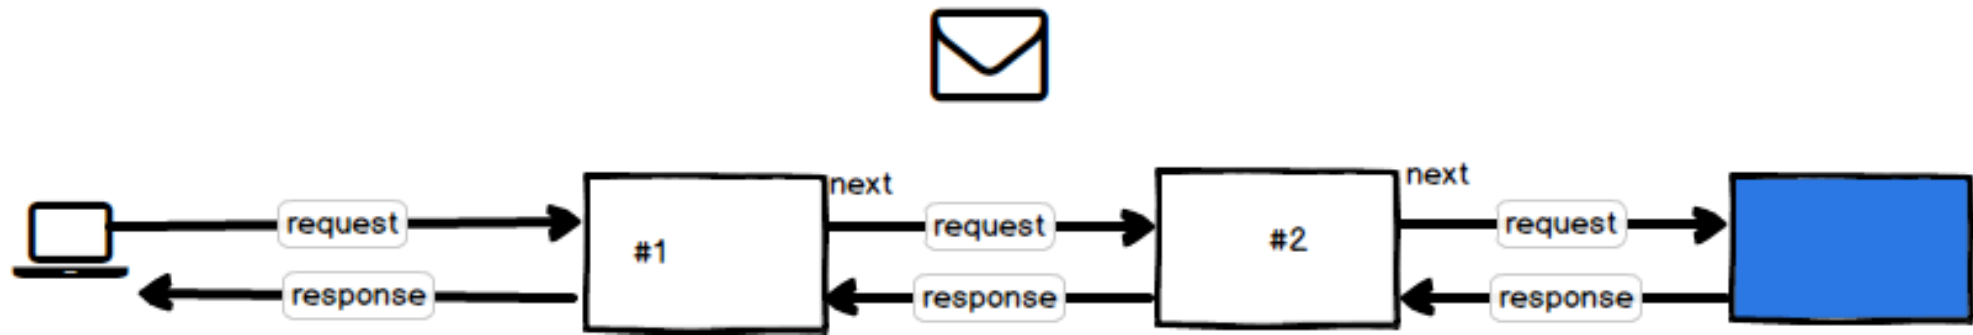 next
next
request
request
request
#1
#2
response
response
response